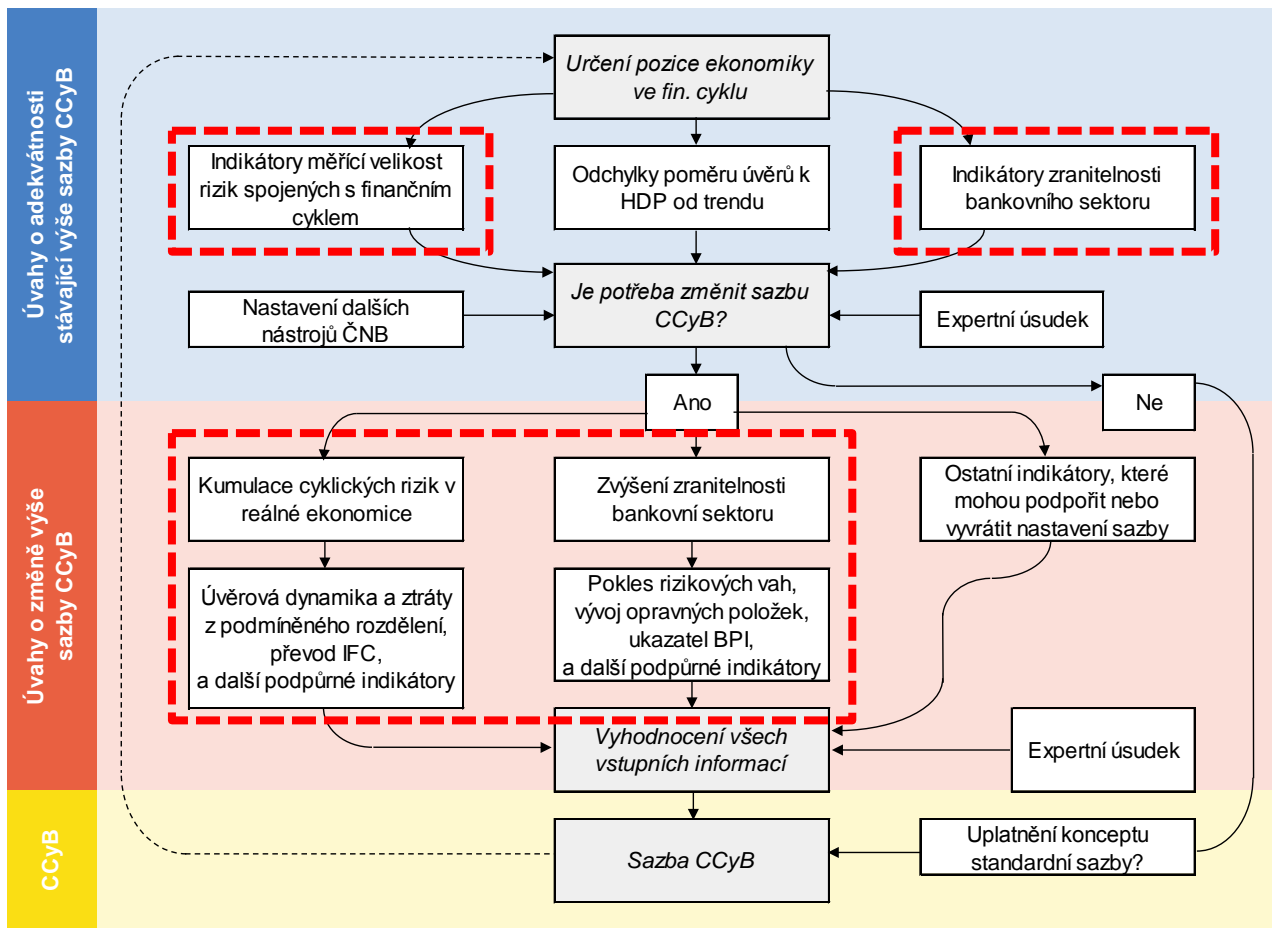 Úvahy o adekvátnosti
stávající výše sazby CCyB
Určení pozice ekonomiky
ve fin. cyklu
Indikátory měřící velikost
rizik spojených s finančním
cyklem
Odchylky poměru úvěrů k
HDP od trendu
Indikátory zranitelnosti
bankovního sektoru
Nastavení dalších
nástrojů ČNB
Je potřeba změnit sazbu
CCyB?
Expertní úsudek
Ano
Ne
Úvahy o změně výše
sazby CCyB
Kumulace cyklických rizik v
reálné ekonomice
Zvýšení zranitelnosti
bankovní sektoru
Ostatní indikátory, které
mohou podpořit nebo
vyvrátit nastavení sazby
Úvěrová dynamika a ztráty
z podmíněného rozdělení,
převod IFC,
a další podpůrné indikátory
Pokles rizikových vah,
vývoj opravných položek,
ukazatel BPI,
a další podpůrné indikátory
Vyhodnocení všech
vstupních informací
Expertní úsudek
CCyB
Sazba CCyB
Uplatnění konceptu
standardní sazby?